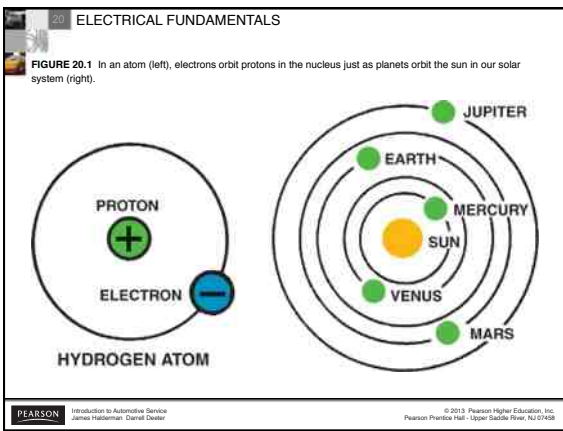 20 ELECTRICAL FUNDAMENTALS
FIGURE 20.1 In an atom (left), electrons orbit protons in the nucleus just as planets orbit the sun in our solar
system (right).
PROTON
+
ELECTRON −
HYDROGEN ATOM
JUPITER
EARTH
MERCURY
SUN
VENUS
MARS
PEARSON
Introduction to Automotive Service
James Halderman Darrell Deeter
© 2013 Pearson Higher Education, Inc.
Pearson Prentice Hall - Upper Saddle River, NJ 07458